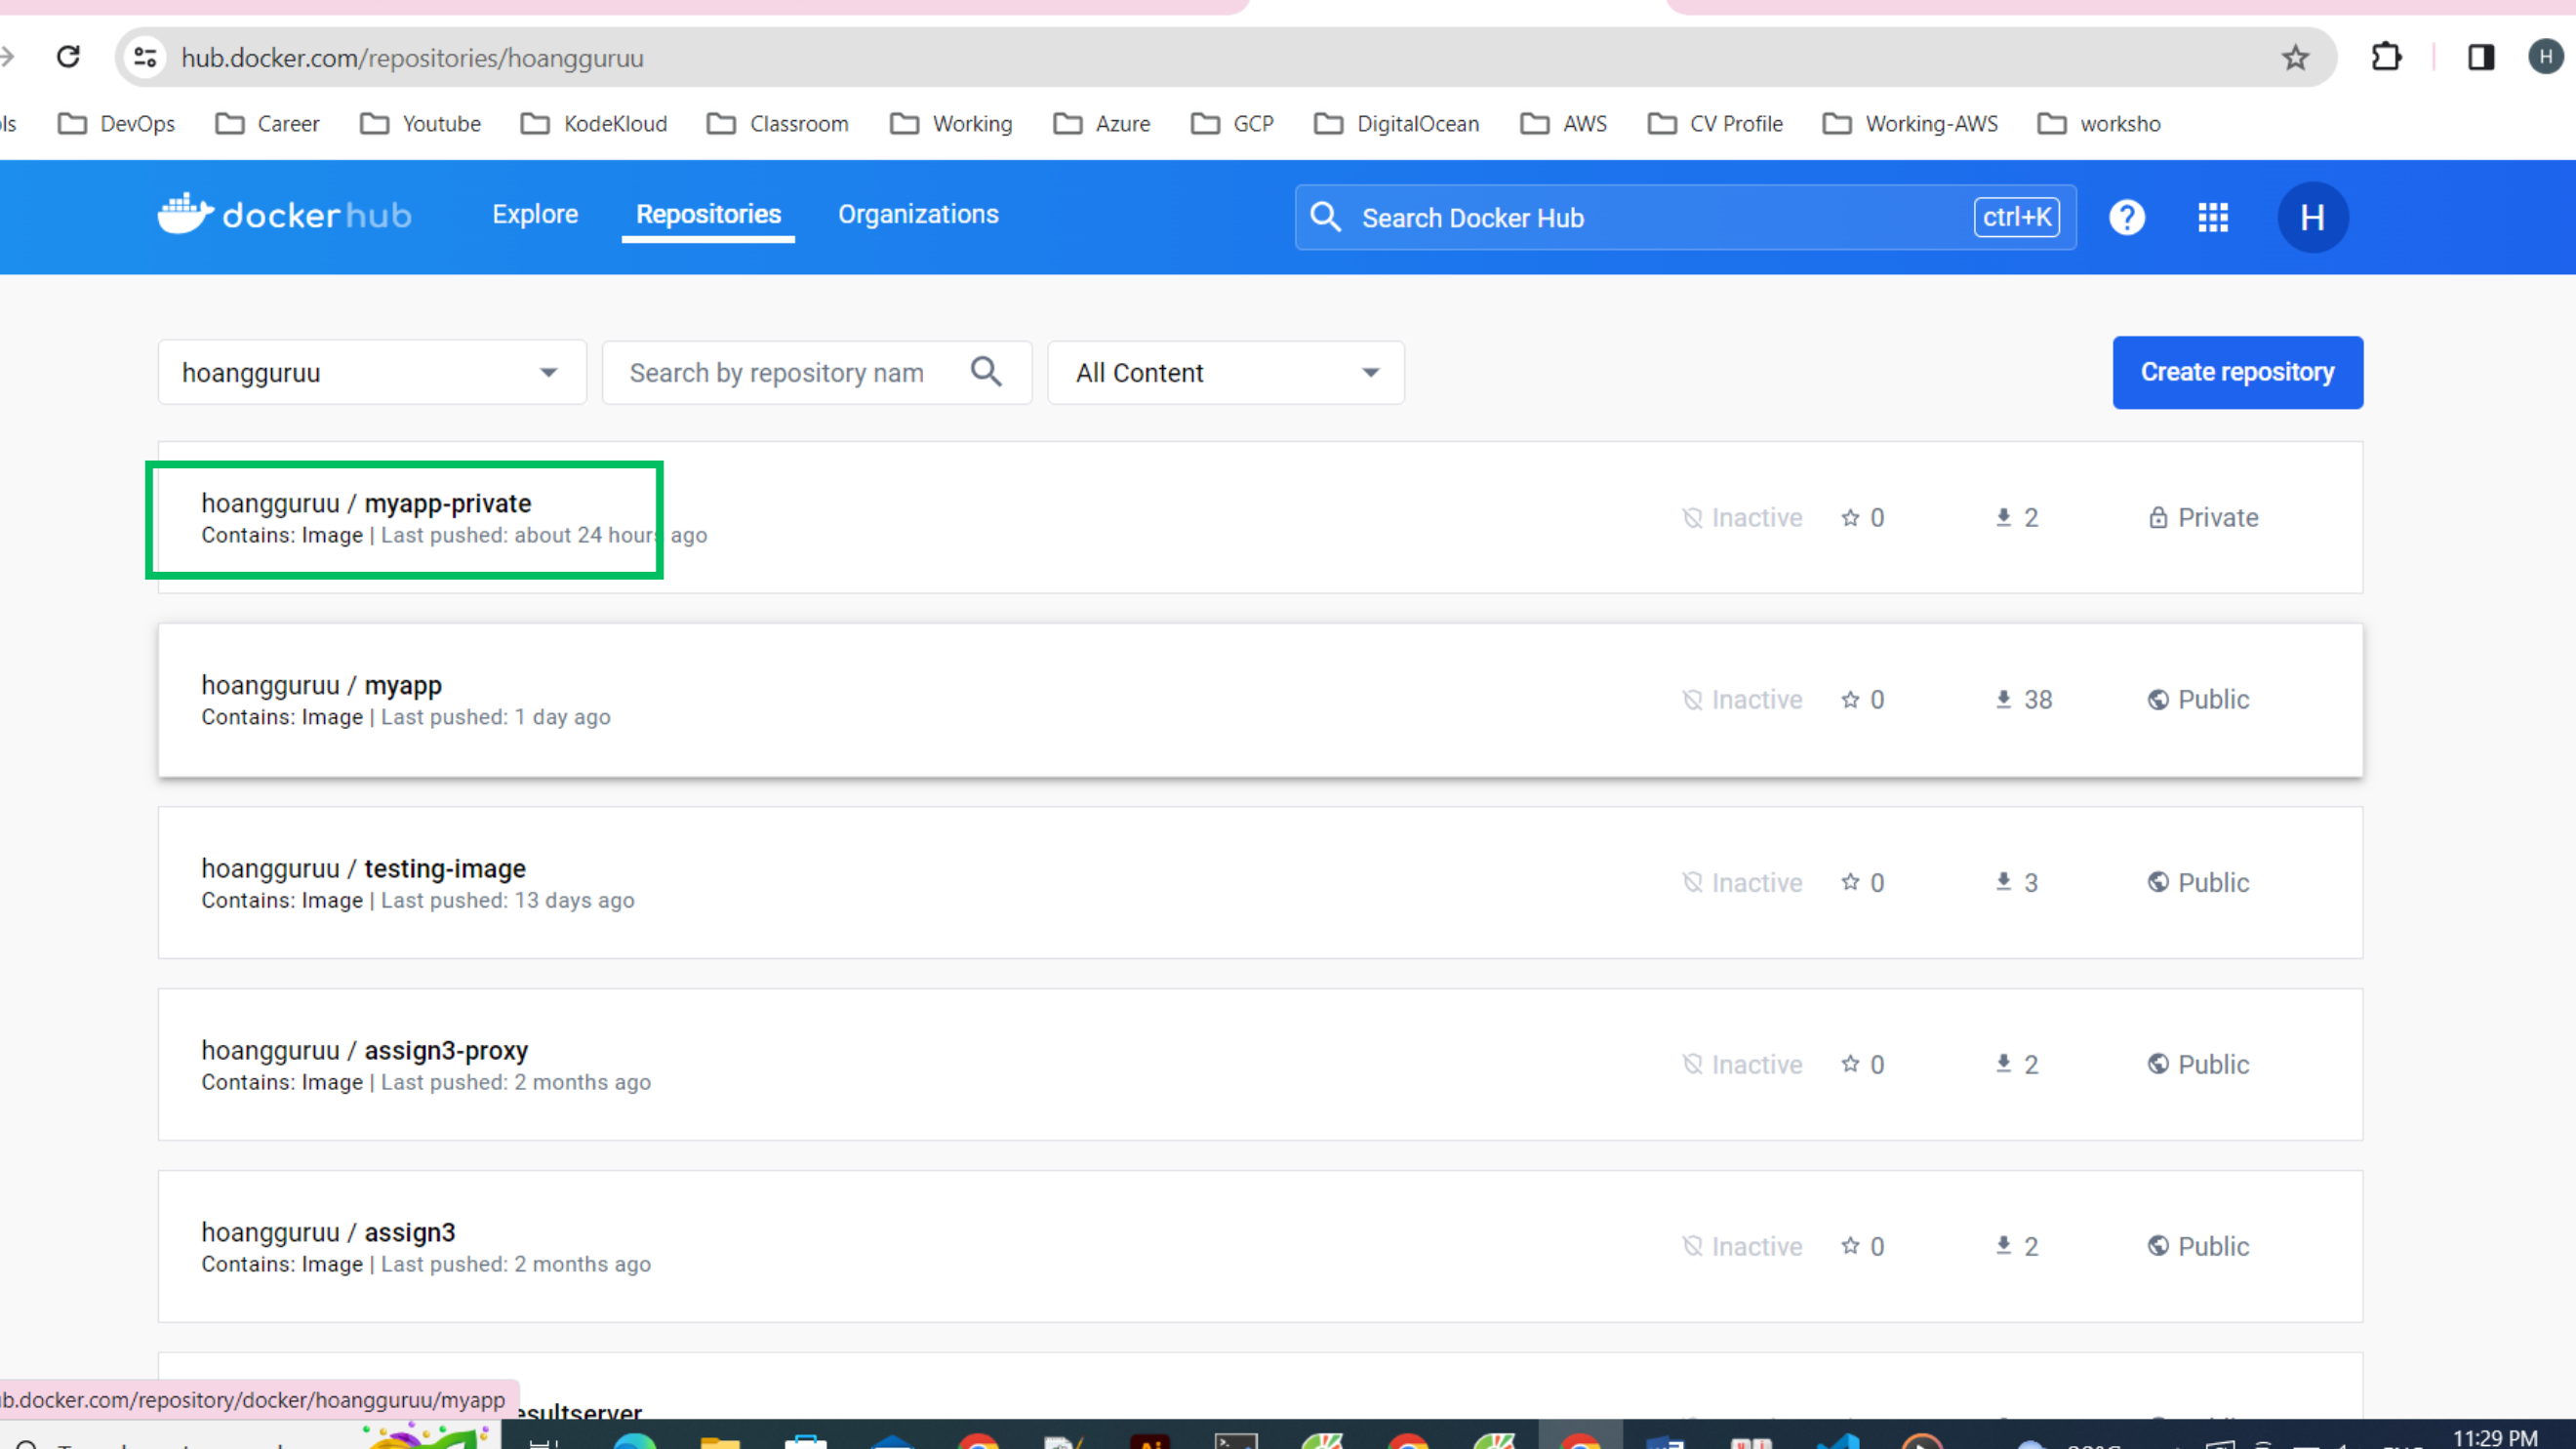 hub.docker.com/repositories/hoangguruu
H
ls DevOps Career Youtube KodeKloud Classroom Working Azure GCP DigitalOcean AWS CV Profile Working-AWS worksho
dockerhub Explore Repositories Organizations Search Docker Hub ctrl+K ? H
hoangguruu Search by repository nam All Content Create repository
hoangguruu / myapp-private
Contains: Image | Last pushed: about 24 hours ago
Inactive 0 2 Private
hoangguruu / myapp
Contains: Image | Last pushed: 1 day ago
Inactive 0 38 Public
hoangguruu / testing-image
Contains: Image | Last pushed: 13 days ago
Inactive 0 3 Public
hoangguruu / assign3-proxy
Contains: Image | Last pushed: 2 months ago
Inactive 0 2 Public
hoangguruu / assign3
Contains: Image | Last pushed: 2 months ago
Inactive 0 2 Public
esultserver
b.docker.com/repository/docker/hoangguruu/myapp
11:29 PM